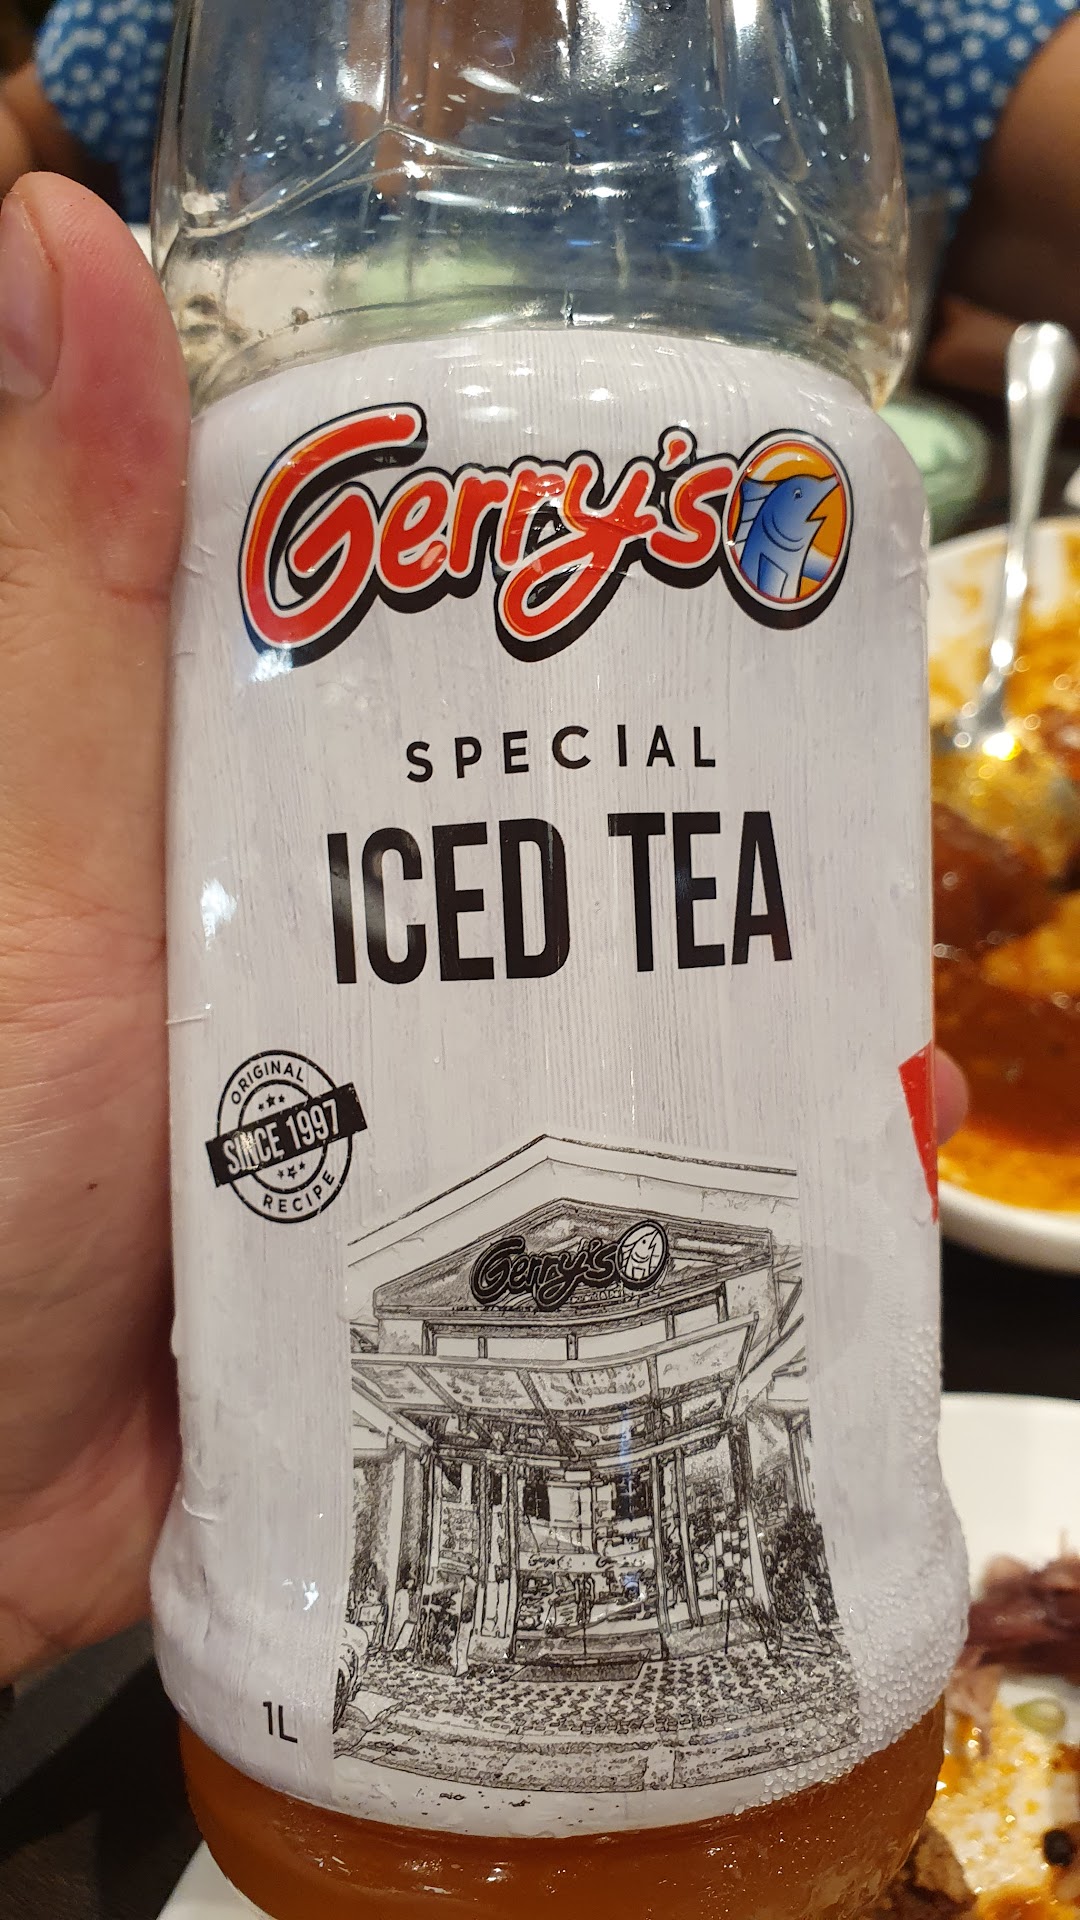 Gerry's
SPECIAL
ICED TEA
ORIGINAL
SINCE 1997
RECIPE
Gerry's
1L